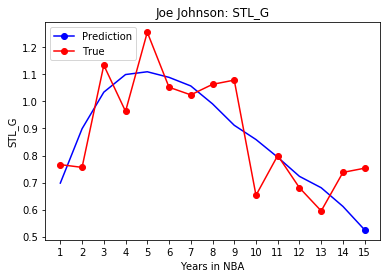 Joe Johnson: STL_G
Prediction
True
STL_G
1.2
1.1
1.0
0.9
0.8
0.7
0.6
0.5
1 2 3 4 5 6 7 8 9 10 11 12 13 14 15
Years in NBA